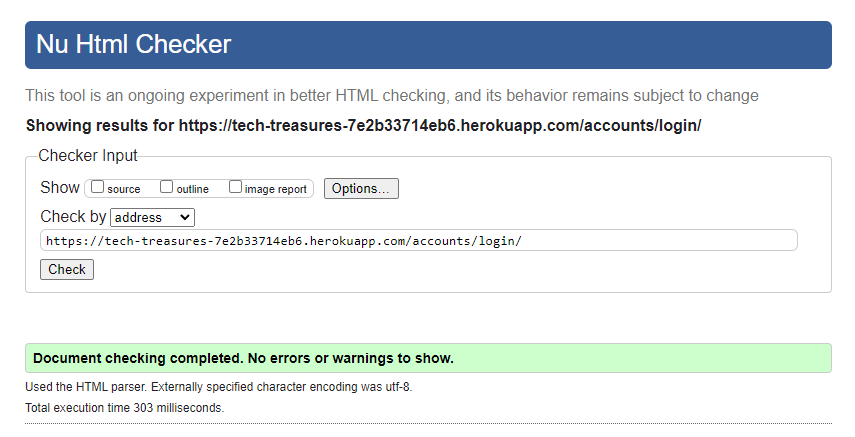 Nu Html Checker
This tool is an ongoing experiment in better HTML checking, and its behavior remains subject to change
Showing results for https://tech-treasures-7e2b33714eb6.herokuapp.com/accounts/login/
Checker Input
Show source outline image report Options...
Check by address
https://tech-treasures-7e2b33714eb6.herokuapp.com/accounts/login/
Check
Document checking completed. No errors or warnings to show.
Used the HTML parser. Externally specified character encoding was utf-8.
Total execution time 303 milliseconds.